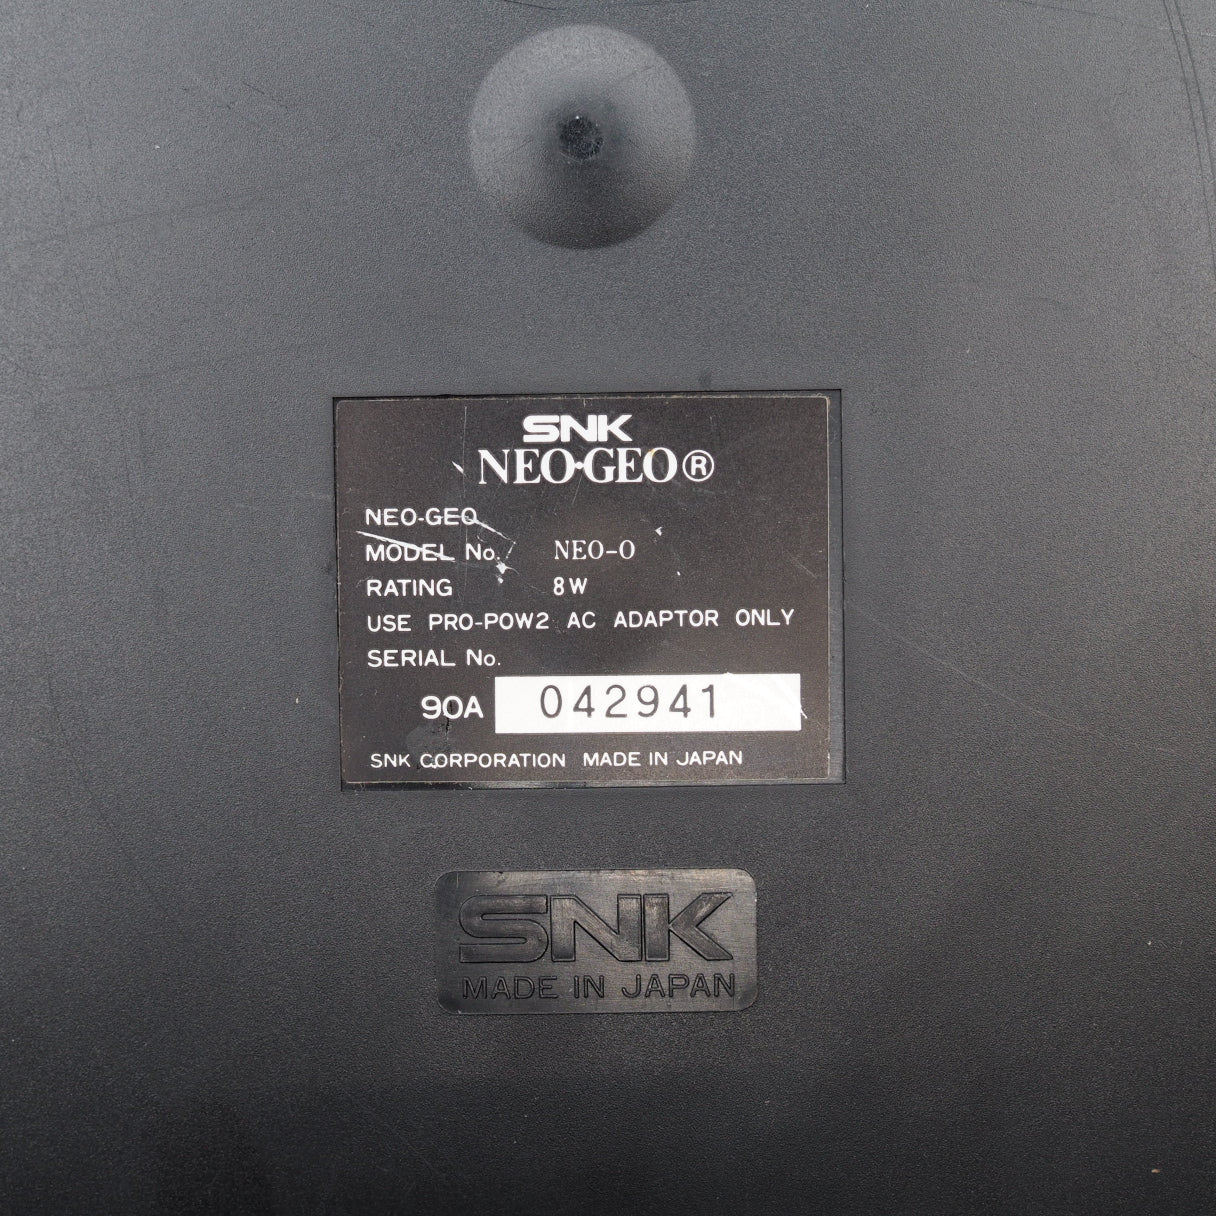 SNK
NEO•GEO®
NEO-GEO
MODEL No. NEO-O
RATING 8W
USE PRO-POW2 AC ADAPTOR ONLY
SERIAL No.
90A 042941
SNK CORPORATION MADE IN JAPAN
SNK
MADE IN JAPAN